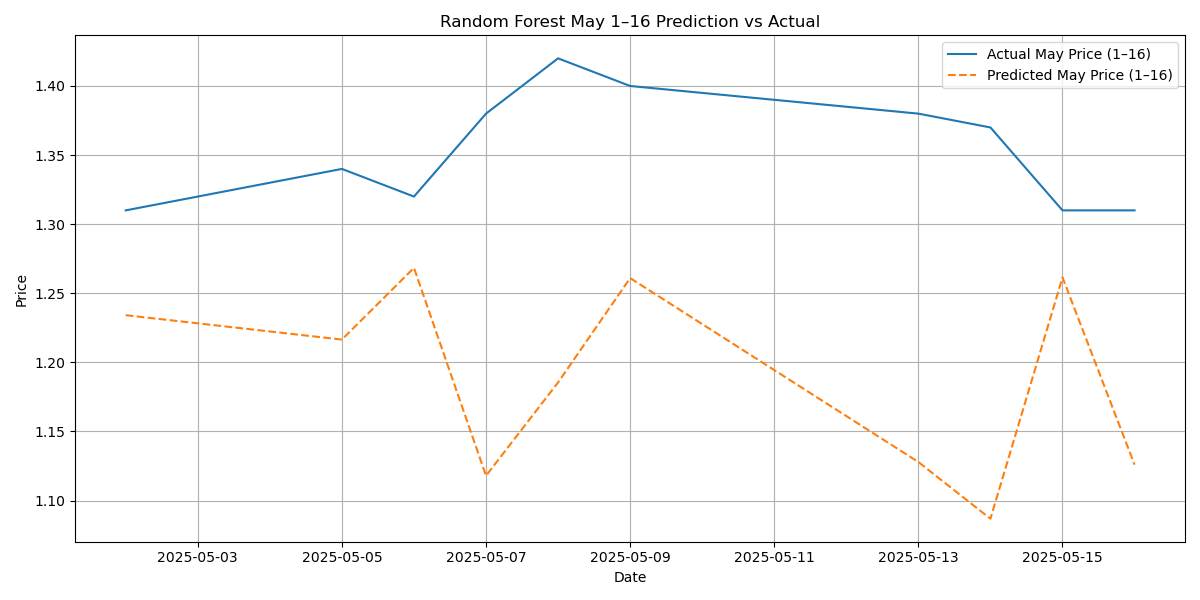 Random Forest May 1–16 Prediction vs Actual
Actual May Price (1–16)
Predicted May Price (1–16)
Price
1.40
1.35
1.30
1.25
1.20
1.15
1.10
2025-05-03 2025-05-05 2025-05-07 2025-05-09 2025-05-11 2025-05-13 2025-05-15
Date